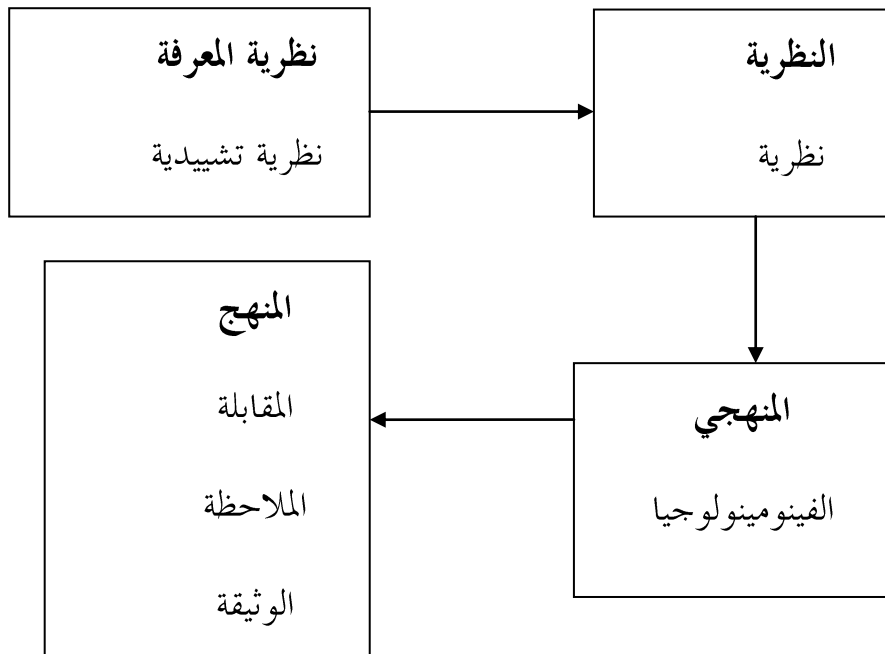 نظرية المعرفة
نظرية تشييدية
النظرية
نظرية
المنهجي
الفينومينولوجيا
المنهج
المقابلة
الملاحظة
الوثيقة